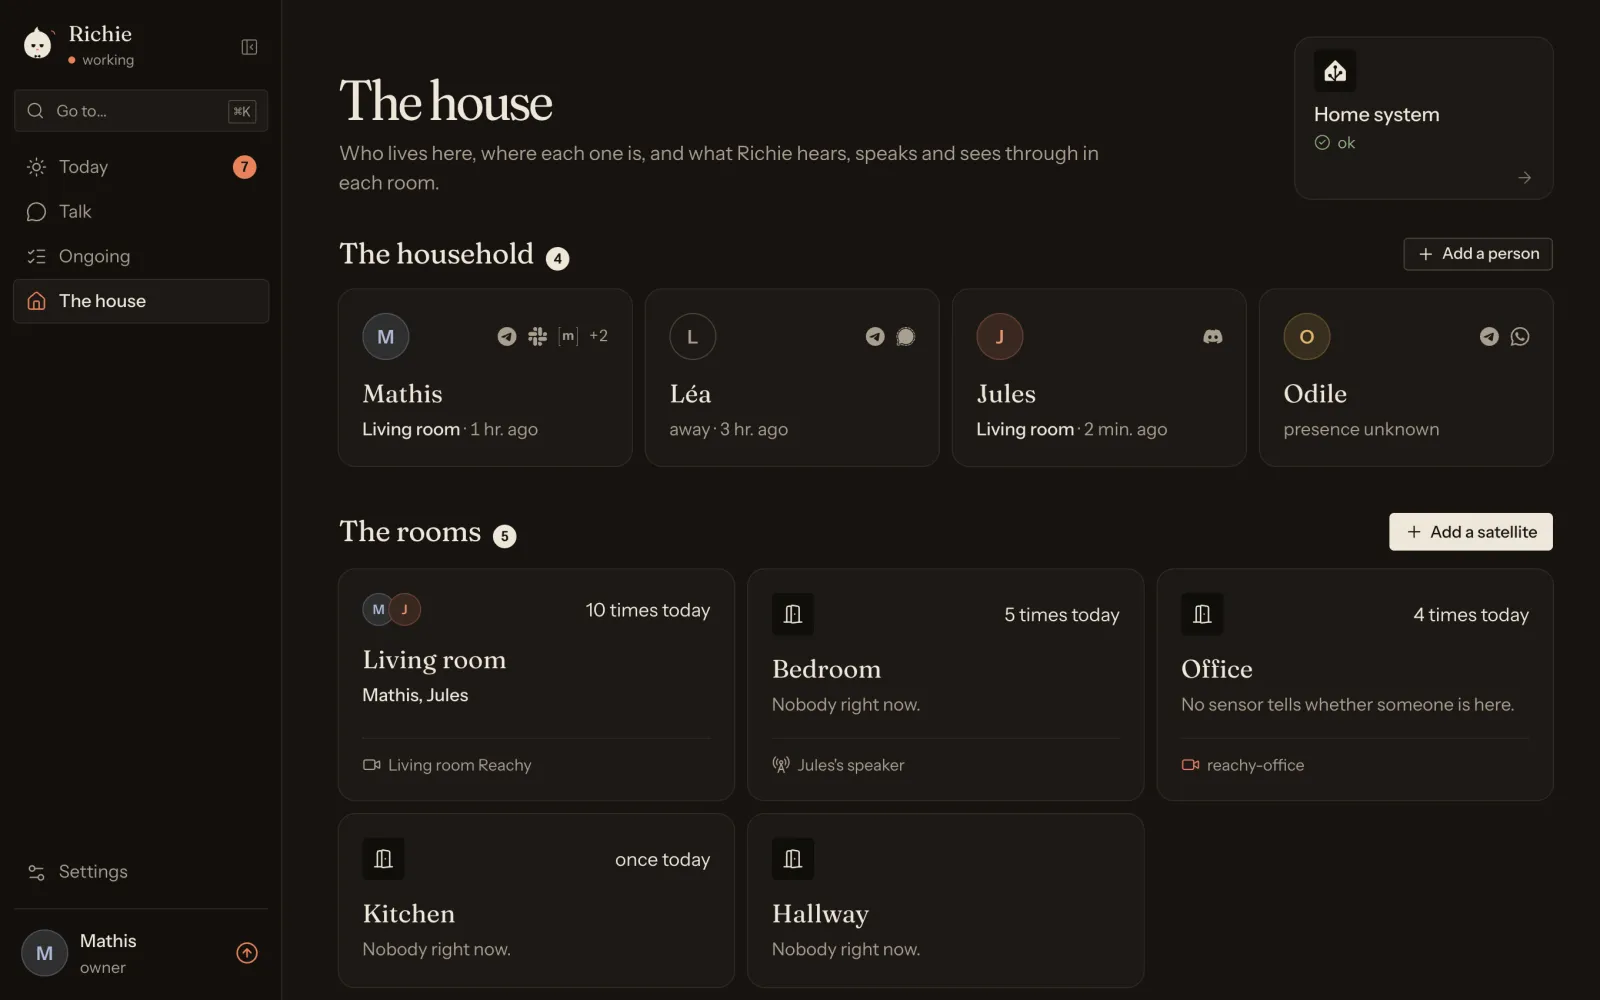 Richie
working
Go to...
⌘K
Today
7
Talk
Ongoing
The house
Settings
M
Mathis
owner
The house
Who lives here, where each one is, and what Richie hears, speaks and sees through in
each room.
Home system
ok
The household 4
Add a person
M
[m] +2
Mathis
Living room · 1 hr. ago
L
Léa
away · 3 hr. ago
J
Jules
Living room · 2 min. ago
O
Odile
presence unknown
The rooms 5
Add a satellite
M J
10 times today
Living room
Mathis, Jules
Living room Reachy
5 times today
Bedroom
Nobody right now.
Jules's speaker
4 times today
Office
No sensor tells whether someone is here.
reachy-office
once today
Kitchen
Nobody right now.
Hallway
Nobody right now.